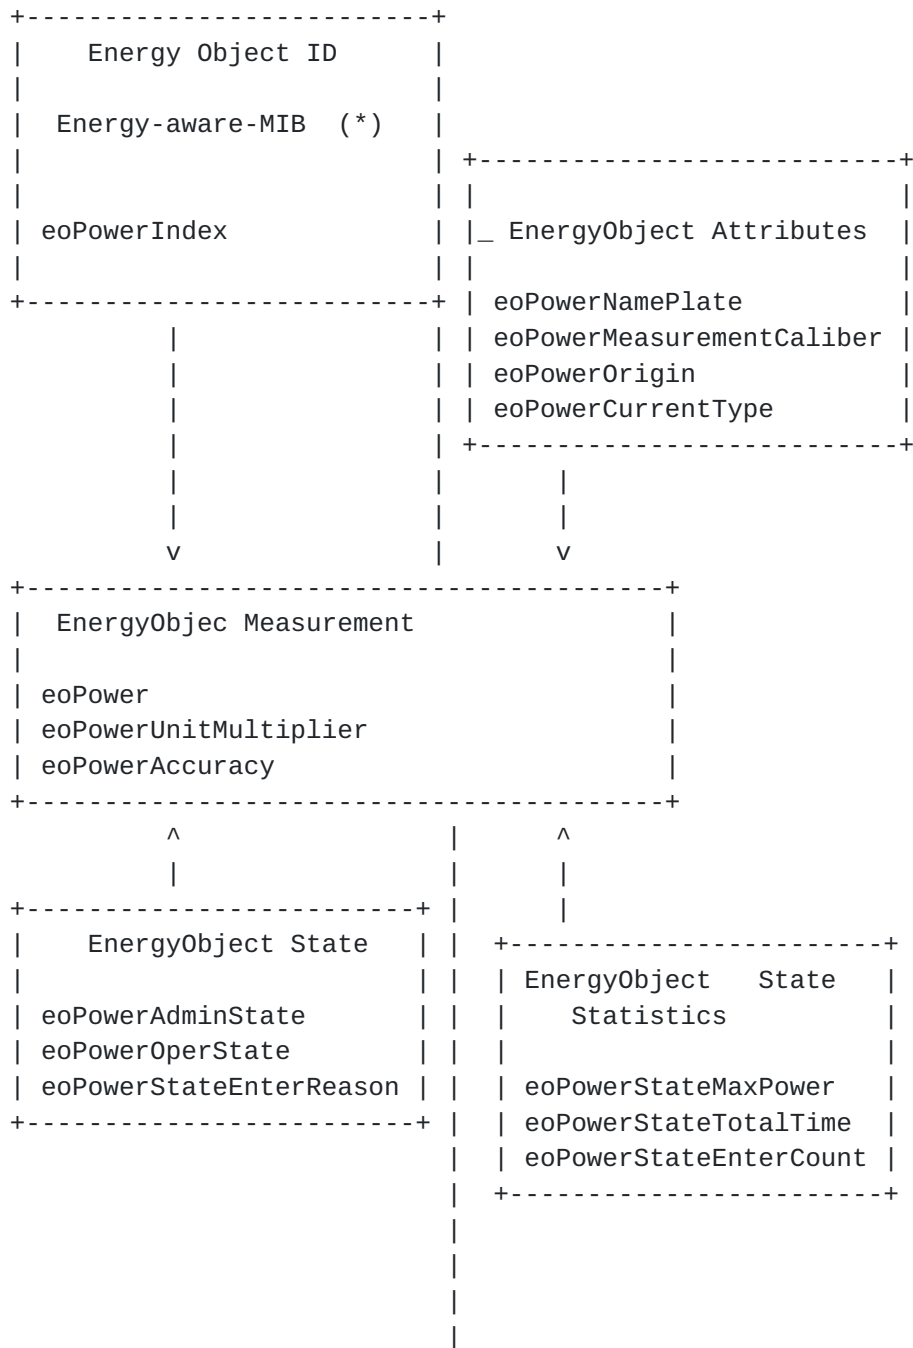 Energy Object ID
Energy-aware-MIB (*)
eoPowerIndex
_ EnergyObject Attributes
eoPowerNamePlate
eoPowerMeasurementCaliber
eoPowerOrigin
eoPowerCurrentType
v v
EnergyObjec Measurement
eoPower
eoPowerUnitMultiplier
eoPowerAccuracy
^ ^
EnergyObject State
eoPowerAdminState
eoPowerOperState
eoPowerStateEnterReason
EnergyObject State
Statistics
eoPowerStateMaxPower
eoPowerStateTotalTime
eoPowerStateEnterCount